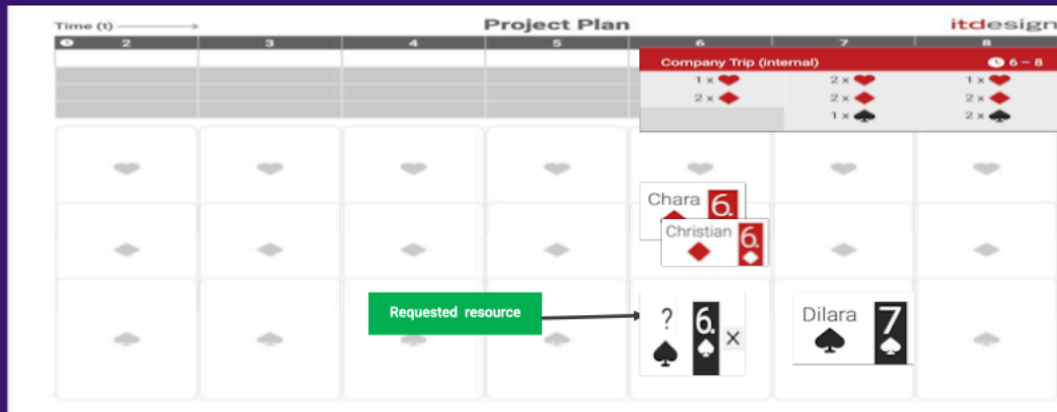 Time (t) Project Plan itdesign
2 3 4 5 6 7 8
Company Trip (internal) 6 – 8
1 x 2 x 1 x
2 x 2 x 2 x
1 x 2 x
Chara 6.
Christian 6.
Requested resource
? 6. x
Dilara 7